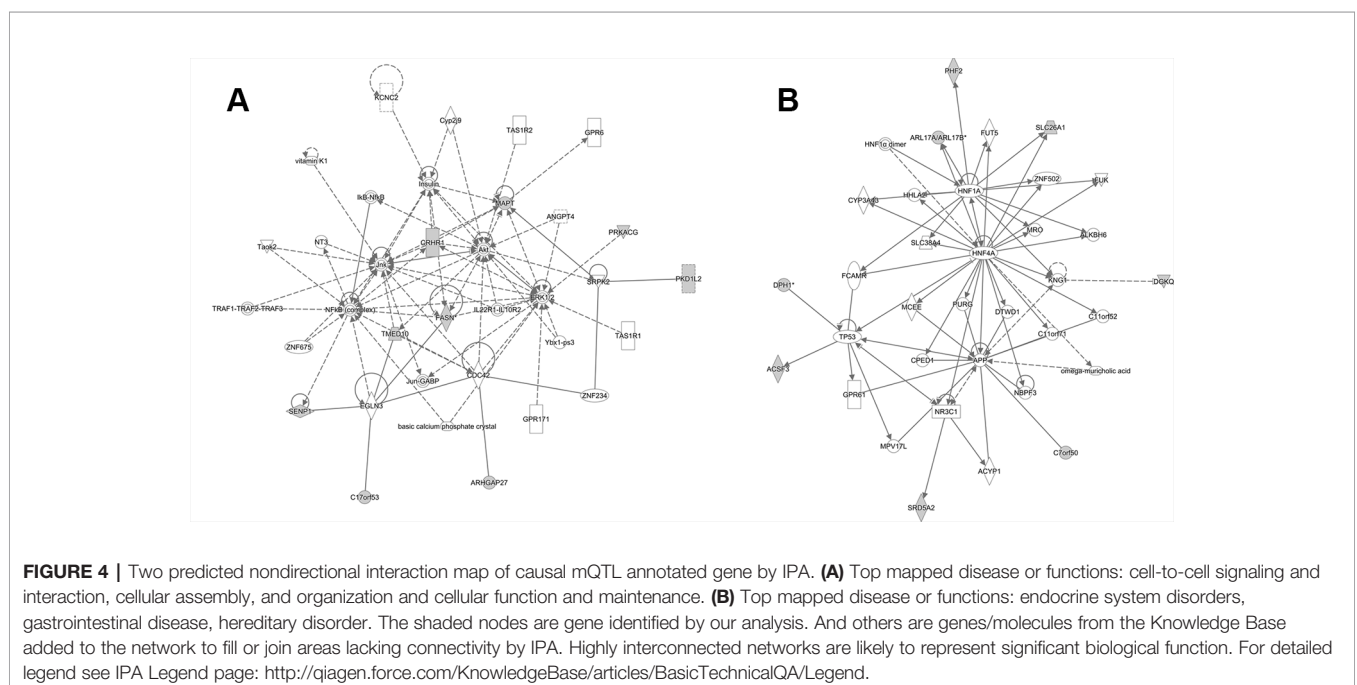 A
B
KCNC2
Cyp2j9
TAS1R2
GPR6
vitamin K1
Insulin
IkB-NfkB
MAPT
ANGPT4
PRKACG
Taok2
NT3
CRHR1
Akt
Jnk
SRPK2
PKD1L2
TRAF1-TRAF2-TRAF3
NFkB (complex)
FASN*
IL22R1-IL10R2
ERK1/2
TMED10
Ybx1-ps3
TAS1R1
ZNF675
Jun-GABP
CDC42
SENP1
EGLN3
ZNF234
basic calcium phosphate crystal
GPR171
C17orf53
ARHGAP27
PHF2
ARL17A/ARL17B*
FUT5
SLC26A1
HNF1α dimer
ZNF502
HNF1A
HHLA2
CYP3A43
MRO
ALKBH6
SLC38A4
HNF4A
FCAMR
KNG1
DGKQ
DPH1*
MCEE
PURG
DTWD1
C11orf52
C11orf71
TP53
CPED1
APP
omega-muricholic acid
ACSF3
GPR61
NBPF3
NR3C1
MPV17L
C7orf50
ACYP1
SRD5A2
FIGURE 4 | Two predicted nondirectional interaction map of causal mQTL annotated gene by IPA. (A) Top mapped disease or functions: cell-to-cell signaling and
interaction, cellular assembly, and organization and cellular function and maintenance. (B) Top mapped disease or functions: endocrine system disorders,
gastrointestinal disease, hereditary disorder. The shaded nodes are gene identified by our analysis. And others are genes/molecules from the Knowledge Base
added to the network to fill or join areas lacking connectivity by IPA. Highly interconnected networks are likely to represent significant biological function. For detailed
legend see IPA Legend page: http://qiagen.force.com/KnowledgeBase/articles/BasicTechnicalQA/Legend.